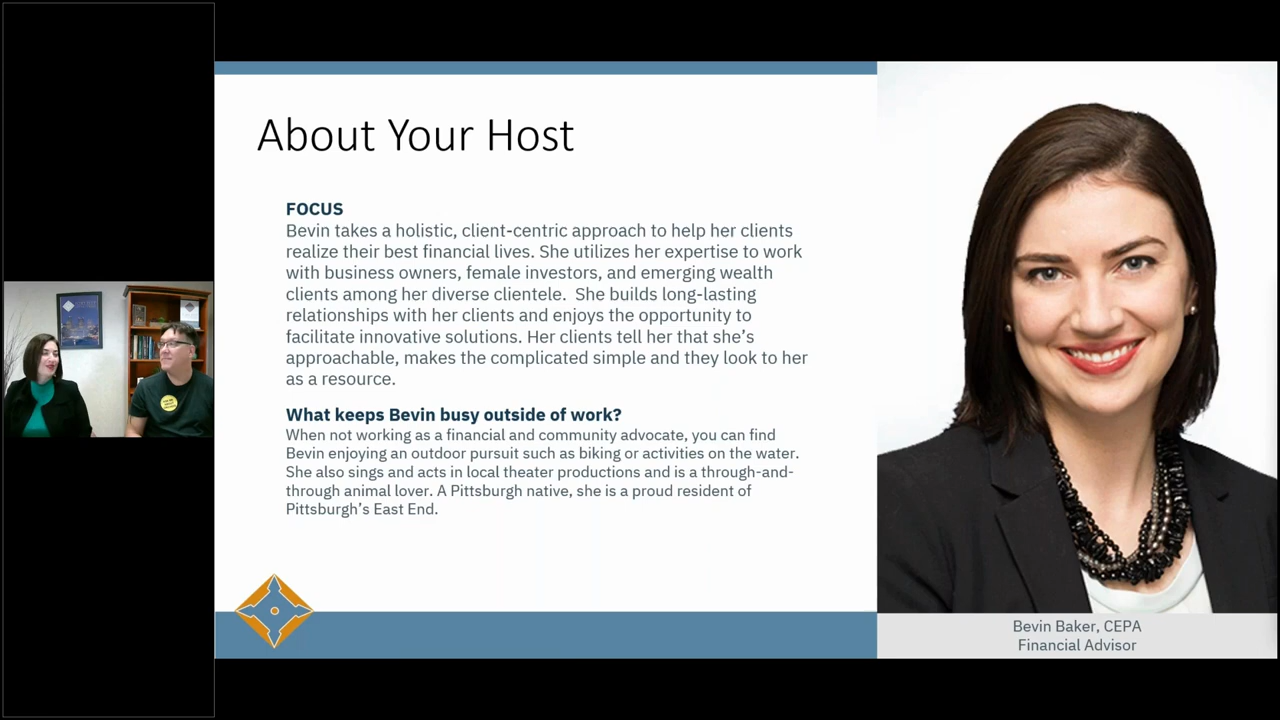 About Your Host
FOCUS
Bevin takes a holistic, client-centric approach to help her clients
realize their best financial lives. She utilizes her expertise to work
with business owners, female investors, and emerging wealth
clients among her diverse clientele.  She builds long-lasting
relationships with her clients and enjoys the opportunity to
facilitate innovative solutions. Her clients tell her that she’s
approachable, makes the complicated simple and they look to her
as a resource.
What keeps Bevin busy outside of work?
When not working as a financial and community advocate, you can find
Bevin enjoying an outdoor pursuit such as biking or activities on the water.
She also sings and acts in local theater productions and is a through-and-
through animal lover. A Pittsburgh native, she is a proud resident of
Pittsburgh’s East End.
Bevin Baker, CEPA
Financial Advisor